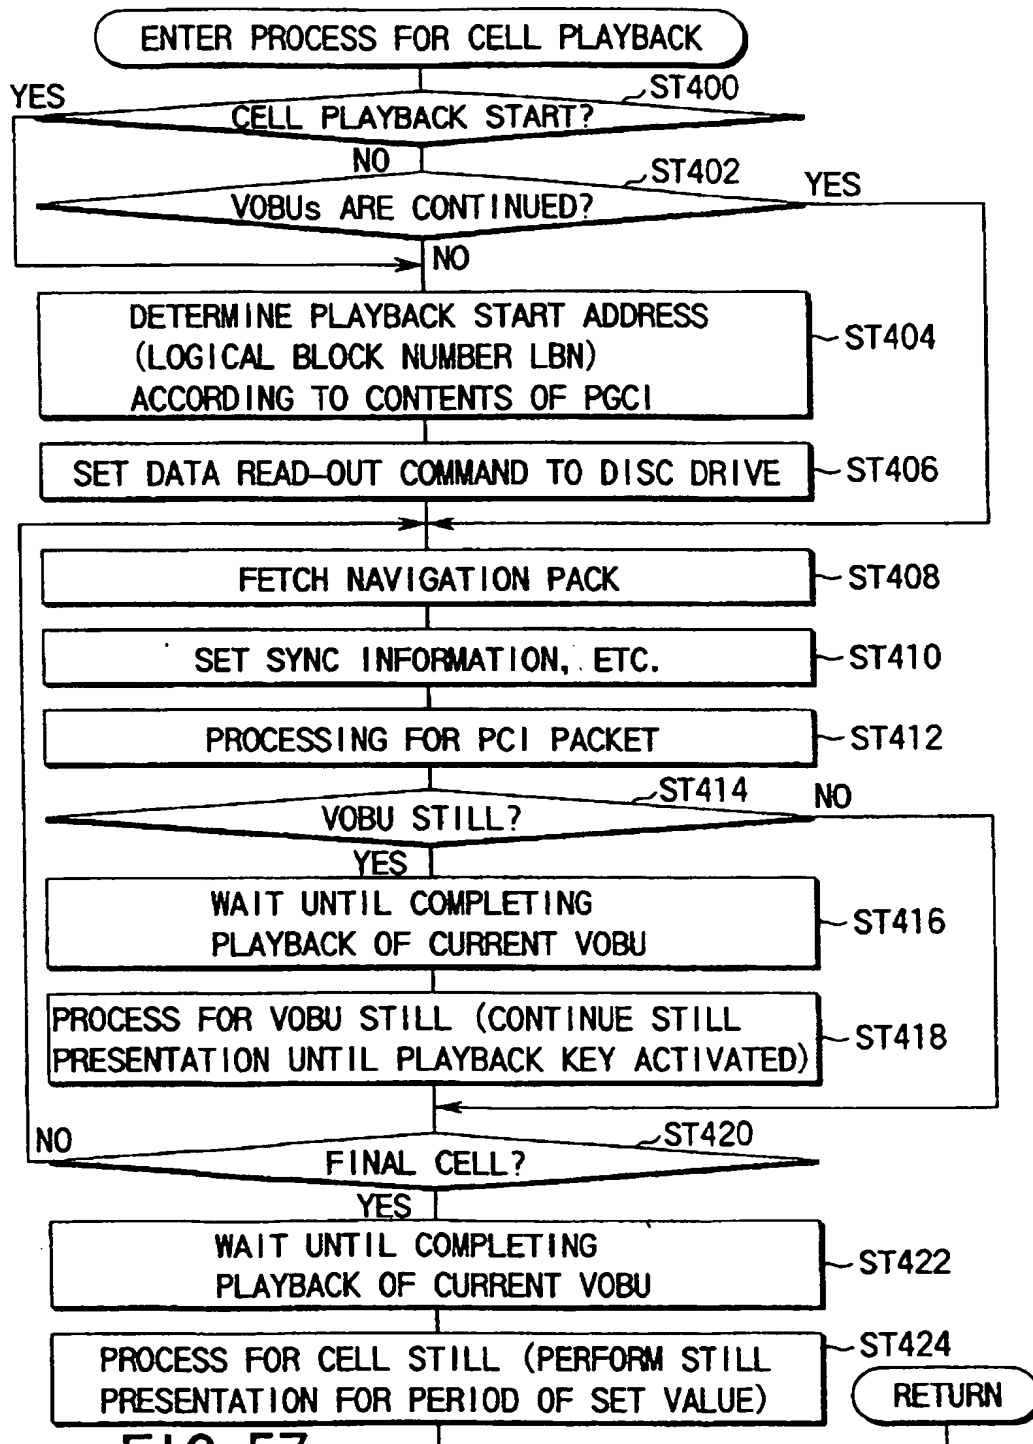 ENTER PROCESS FOR CELL PLAYBACK
ST400
YES
CELL PLAYBACK START?
NO
ST402
YES
VOBUs ARE CONTINUED?
NO
DETERMINE PLAYBACK START ADDRESS
(LOGICAL BLOCK NUMBER LBN)
ACCORDING TO CONTENTS OF PGCI
ST404
SET DATA READ-OUT COMMAND TO DISC DRIVE
ST406
FETCH NAVIGATION PACK
ST408
SET SYNC INFORMATION, ETC.
ST410
PROCESSING FOR PCI PACKET
ST412
ST414
NO
VOBU STILL?
YES
WAIT UNTIL COMPLETING
PLAYBACK OF CURRENT VOBU
ST416
PROCESS FOR VOBU STILL (CONTINUE STILL
PRESENTATION UNTIL PLAYBACK KEY ACTIVATED)
ST418
NO
ST420
FINAL CELL?
YES
WAIT UNTIL COMPLETING
PLAYBACK OF CURRENT VOBU
ST422
PROCESS FOR CELL STILL (PERFORM STILL
PRESENTATION FOR PERIOD OF SET VALUE)
ST424
RETURN